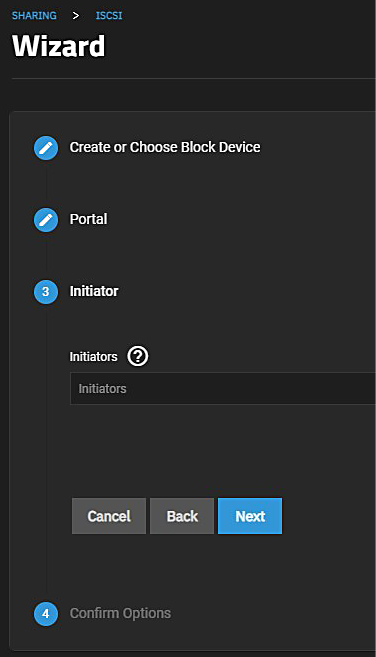 SHARING > ISCSI
Wizard
Create or Choose Block Device
Portal
3 Initiator
Initiators ?
Initiators
Cancel Back Next
4 Confirm Options